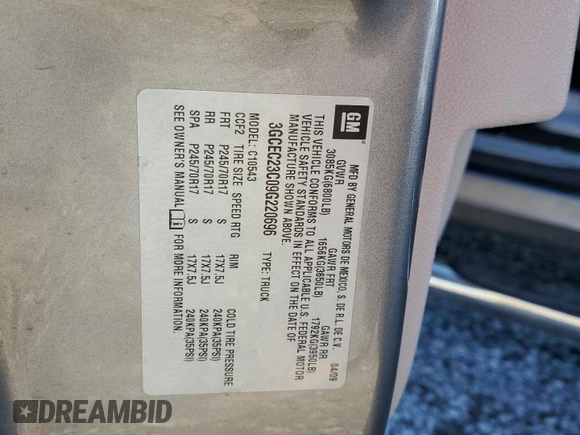 GM
MFD BY GENERAL MOTORS DE MEXICO, S. DE R.L. DE C.V. 04/09
GVWR GAWR FRT GAWR RR
3085KG(6800LB) 1656KG(3650LB) 1792KG(3950LB)
THIS VEHICLE CONFORMS TO ALL APPLICABLE U.S. FEDERAL MOTOR
VEHICLE SAFETY STANDARDS IN EFFECT ON THE DATE OF
MANUFACTURE SHOWN ABOVE.
3GCEC23C09G220696 TYPE: TRUCK
MODEL: C10543
CCF2 TIRE SIZE SPEED RTG RIM COLD TIRE PRESSURE
FRT P245/70R17 S 17X7.5J 240KPA(35PSI)
RR P245/70R17 S 17X7.5J 240KPA(35PSI)
SPA P245/70R17 S 17X7.5J 240KPA(35PSI)
SEE OWNER'S MANUAL FOR MORE INFORMATION.
DREAMBID